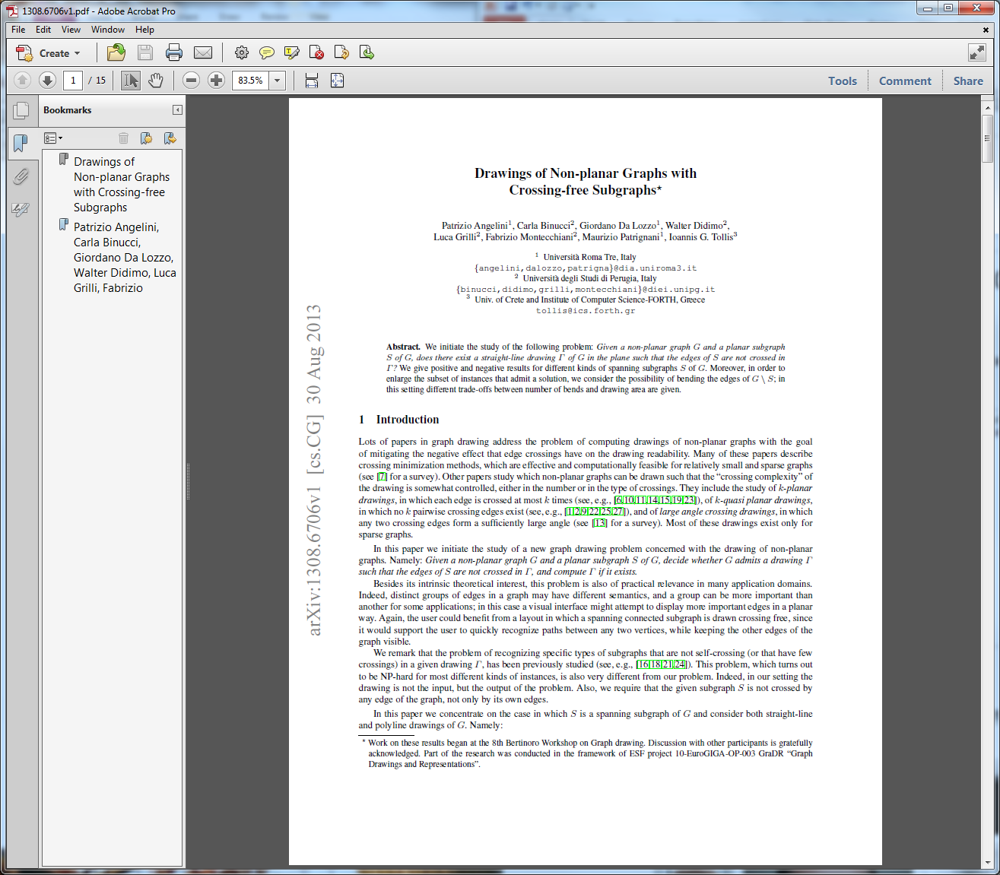 1308.6706v1.pdf - Adobe Acrobat Pro
File Edit View Window Help
Create
1 / 15 83.5% Tools Comment Share
Bookmarks
Drawings of
Non-planar Graphs
with Crossing-free
Subgraphs
Patrizio Angelini,
Carla Binucci,
Giordano Da Lozzo,
Walter Didimo, Luca
Grilli, Fabrizio
arXiv:1308.6706v1 [cs.CG] 30 Aug 2013
Drawings of Non-planar Graphs with
Crossing-free Subgraphs*
Patrizio Angelini¹, Carla Binucci², Giordano Da Lozzo¹, Walter Didimo²,
Luca Grilli², Fabrizio Montecchiani², Maurizio Patrignani¹, Ioannis G. Tollis³
¹ Università Roma Tre, Italy
{angelini,dalozzo,patrigna}@dia.uniroma3.it
² Università degli Studi di Perugia, Italy
{binucci,didimo,grilli,montecchiani}@diei.unipg.it
³ Univ. of Crete and Institute of Computer Science-FORTH, Greece
tollis@ics.forth.gr
Abstract. We initiate the study of the following problem: Given a non-planar graph G and a planar subgraph
S of G, does there exist a straight-line drawing Γ of G in the plane such that the edges of S are not crossed in
Γ? We give positive and negative results for different kinds of spanning subgraphs S of G. Moreover, in order to
enlarge the subset of instances that admit a solution, we consider the possibility of bending the edges of G \ S; in
this setting different trade-offs between number of bends and drawing area are given.
1 Introduction
Lots of papers in graph drawing address the problem of computing drawings of non-planar graphs with the goal
of mitigating the negative effect that edge crossings have on the drawing readability. Many of these papers describe
crossing minimization methods, which are effective and computationally feasible for relatively small and sparse graphs
(see [7] for a survey). Other papers study which non-planar graphs can be drawn such that the “crossing complexity” of
the drawing is somewhat controlled, either in the number or in the type of crossings. They include the study of k-planar
drawings, in which each edge is crossed at most k times (see, e.g., [6,10,11,14,15,19,23]), of k-quasi planar drawings,
in which no k pairwise crossing edges exist (see, e.g., [1,2,9,22,25,27]), and of large angle crossing drawings, in which
any two crossing edges form a sufficiently large angle (see [13] for a survey). Most of these drawings exist only for
sparse graphs.
In this paper we initiate the study of a new graph drawing problem concerned with the drawing of non-planar
graphs. Namely: Given a non-planar graph G and a planar subgraph S of G, decide whether G admits a drawing Γ
such that the edges of S are not crossed in Γ, and compute Γ if it exists.
Besides its intrinsic theoretical interest, this problem is also of practical relevance in many application domains.
Indeed, distinct groups of edges in a graph may have different semantics, and a group can be more important than
another for some applications; in this case a visual interface might attempt to display more important edges in a planar
way. Again, the user could benefit from a layout in which a spanning connected subgraph is drawn crossing free, since
it would support the user to quickly recognize paths between any two vertices, while keeping the other edges of the
graph visible.
We remark that the problem of recognizing specific types of subgraphs that are not self-crossing (or that have few
crossings) in a given drawing Γ, has been previously studied (see, e.g., [16,18,21,24]). This problem, which turns out
to be NP-hard for most different kinds of instances, is also very different from our problem. Indeed, in our setting the
drawing is not the input, but the output of the problem. Also, we require that the given subgraph S is not crossed by
any edge of the graph, not only by its own edges.
In this paper we concentrate on the case in which S is a spanning subgraph of G and consider both straight-line
and polyline drawings of G. Namely:
* Work on these results began at the 8th Bertinoro Workshop on Graph drawing. Discussion with other participants is gratefully
acknowledged. Part of the research was conducted in the framework of ESF project 10-EuroGIGA-OP-003 GraDR “Graph
Drawings and Representations”.